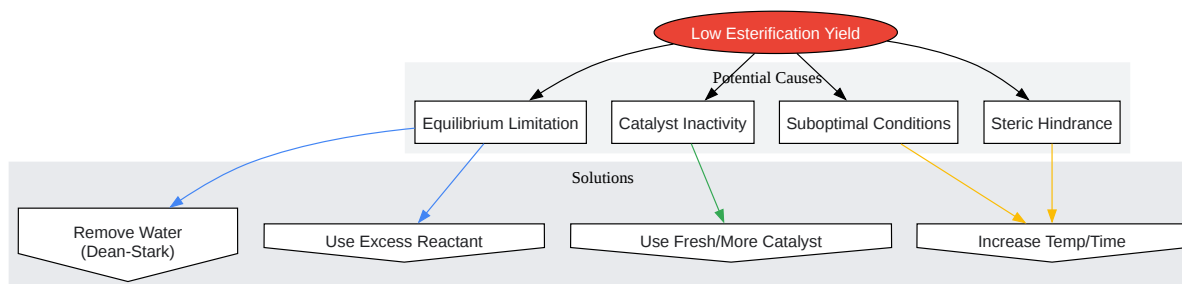 Low Esterification Yield
Potential Causes
Equilibrium Limitation
Catalyst Inactivity
Suboptimal Conditions
Steric Hindrance
Solutions
Remove Water
(Dean-Stark)
Use Excess Reactant
Use Fresh/More Catalyst
Increase Temp/Time